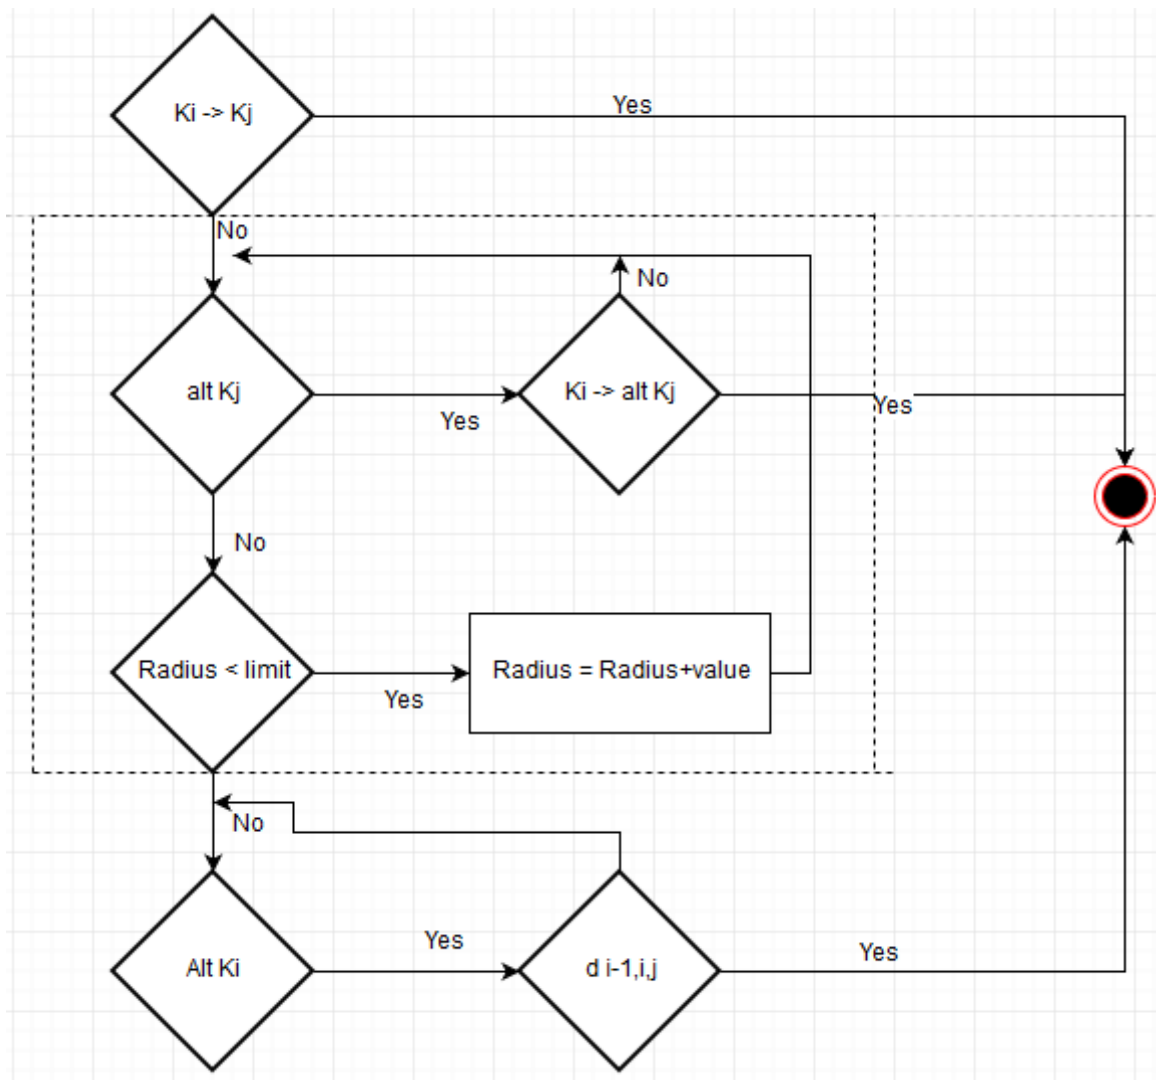 Ki -> Kj
Yes
No
No
alt Kj
Yes
Ki -> alt Kj
Yes
No
Radius < limit
Yes
Radius = Radius+value
No
Alt Ki
Yes
d i-1,i,j
Yes